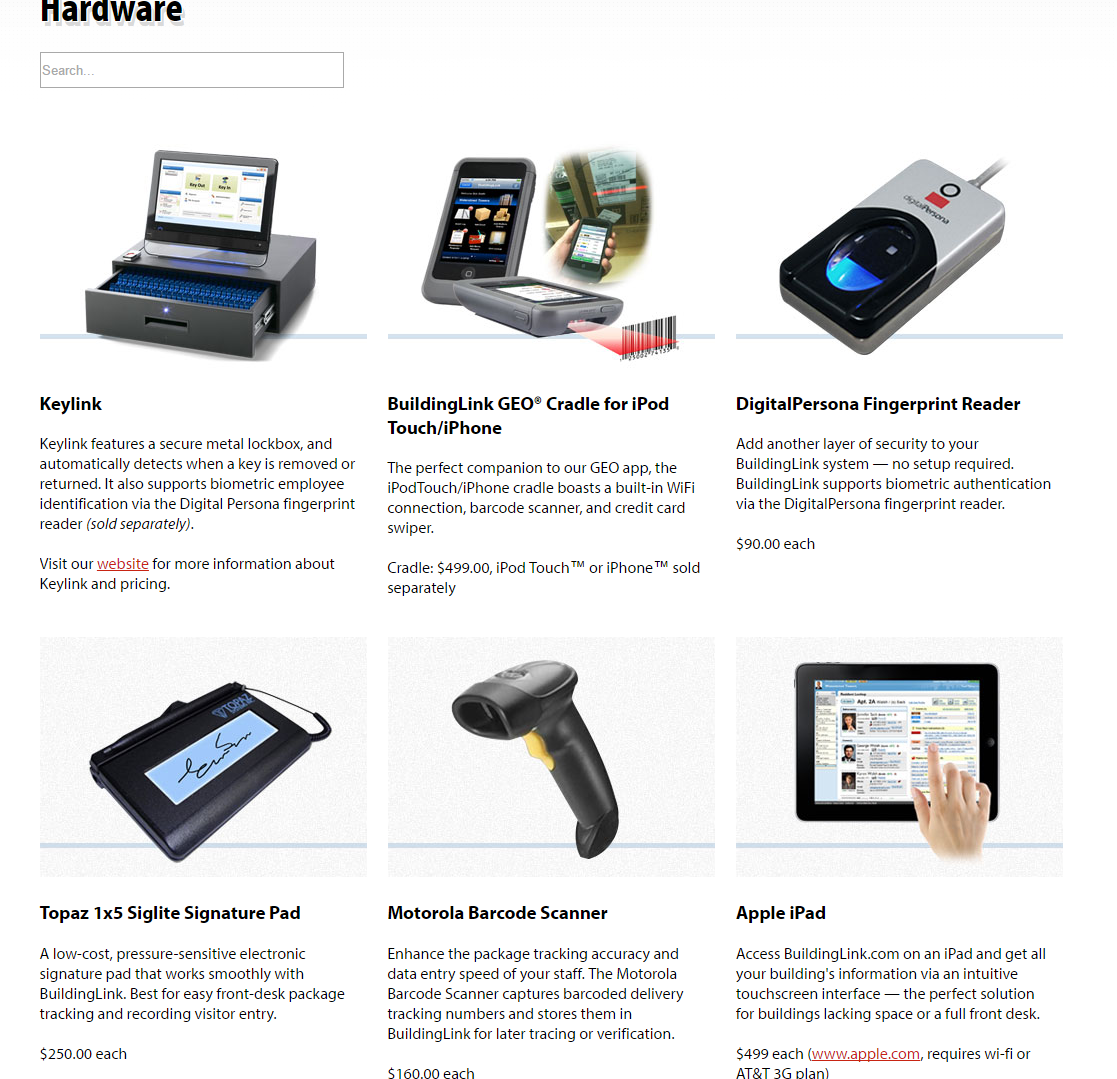 Hardware
Search...
Key Out
Key In
digitalPersona
Keylink
Keylink features a secure metal lockbox, and
automatically detects when a key is removed or
returned. It also supports biometric employee
identification via the Digital Persona fingerprint
reader (sold separately).
Visit our website for more information about
Keylink and pricing.
BuildingLink GEO® Cradle for iPod
Touch/iPhone
The perfect companion to our GEO app, the
iPodTouch/iPhone cradle boasts a built-in WiFi
connection, barcode scanner, and credit card
swiper.
Cradle: $499.00, iPod Touch™ or iPhone™ sold
separately
DigitalPersona Fingerprint Reader
Add another layer of security to your
BuildingLink system — no setup required.
BuildingLink supports biometric authentication
via the DigitalPersona fingerprint reader.
$90.00 each
TOPAZ
Apt. 2A
Topaz 1x5 Siglite Signature Pad
A low-cost, pressure-sensitive electronic
signature pad that works smoothly with
BuildingLink. Best for easy front-desk package
tracking and recording visitor entry.
$250.00 each
Motorola Barcode Scanner
Enhance the package tracking accuracy and
data entry speed of your staff. The Motorola
Barcode Scanner captures barcoded delivery
tracking numbers and stores them in
BuildingLink for later tracing or verification.
$160.00 each
Apple iPad
Access BuildingLink.com on an iPad and get all
your building's information via an intuitive
touchscreen interface — the perfect solution
for buildings lacking space or a full front desk.
$499 each (www.apple.com, requires wi-fi or
AT&T 3G plan)